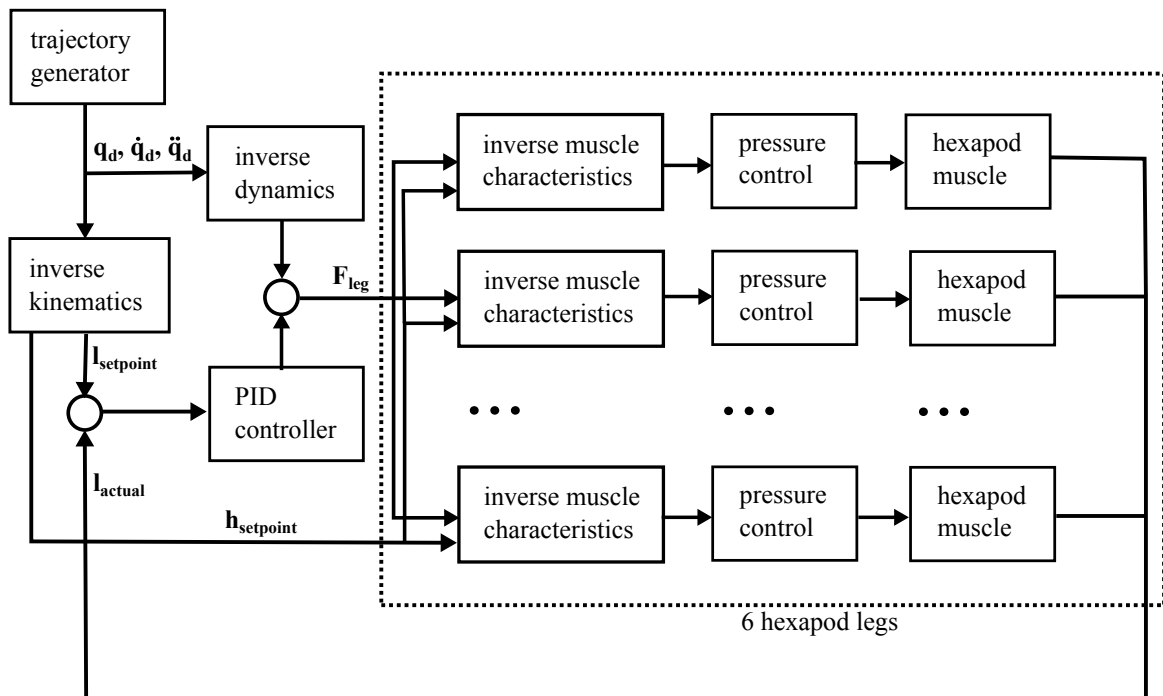 trajectory
generator
q_d, q̇_d, q̈_d
inverse
dynamics
inverse
kinematics
l_setpoint
F_leg
PID
controller
l_actual
h_setpoint
inverse muscle
characteristics
pressure
control
hexapod
muscle
inverse muscle
characteristics
pressure
control
hexapod
muscle
• • •
• • •
• • •
inverse muscle
characteristics
pressure
control
hexapod
muscle
6 hexapod legs